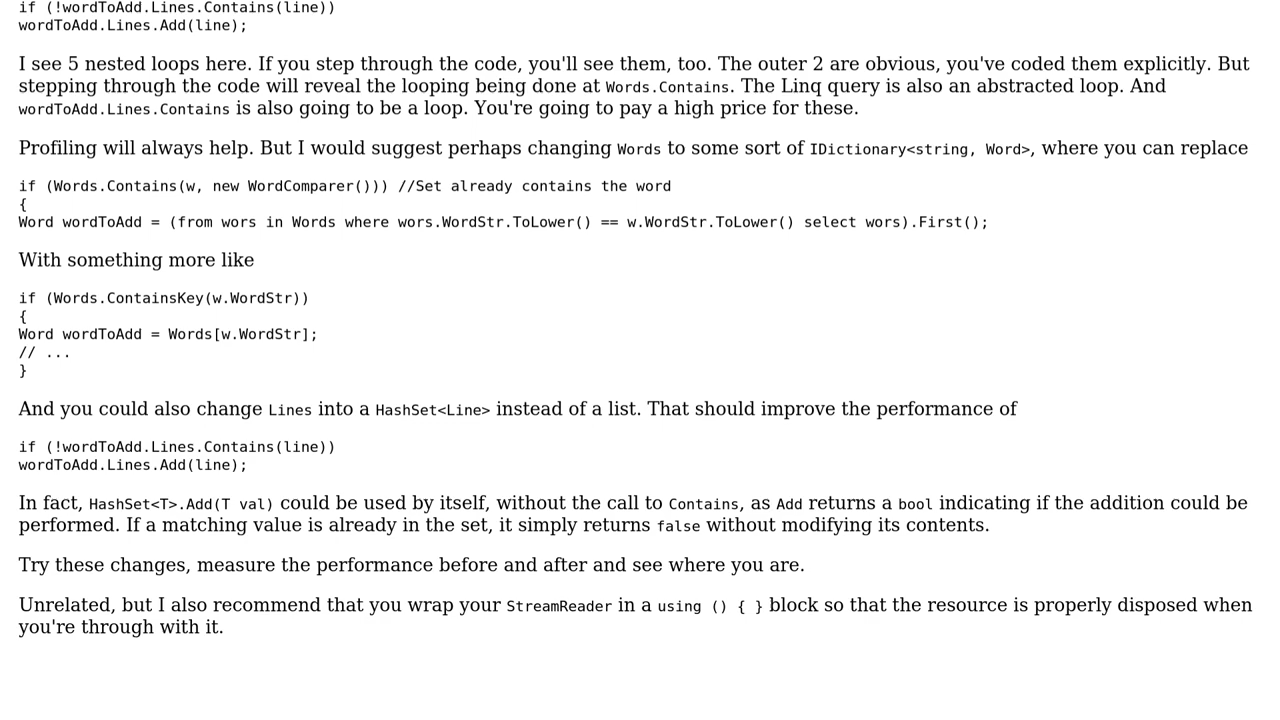 if (!wordToAdd.Lines.Contains(line))
wordToAdd.Lines.Add(line);
I see 5 nested loops here. If you step through the code, you'll see them, too. The outer 2 are obvious, you've coded them explicitly. But
stepping through the code will reveal the looping being done at Words.Contains. The Linq query is also an abstracted loop. And
wordToAdd.Lines.Contains is also going to be a loop. You're going to pay a high price for these.
Profiling will always help. But I would suggest perhaps changing Words to some sort of IDictionary<string, Word>, where you can replace
if (Words.Contains(w, new WordComparer())) //Set already contains the word
{
Word wordToAdd = (from wors in Words where wors.WordStr.ToLower() == w.WordStr.ToLower() select wors).First();
With something more like
if (Words.ContainsKey(w.WordStr))
{
Word wordToAdd = Words[w.WordStr];
// ...
}
And you could also change Lines into a HashSet<Line> instead of a list. That should improve the performance of
if (!wordToAdd.Lines.Contains(line))
wordToAdd.Lines.Add(line);
In fact, HashSet<T>.Add(T val) could be used by itself, without the call to Contains, as Add returns a bool indicating if the addition could be
performed. If a matching value is already in the set, it simply returns false without modifying its contents.
Try these changes, measure the performance before and after and see where you are.
Unrelated, but I also recommend that you wrap your StreamReader in a using () { } block so that the resource is properly disposed when
you're through with it.